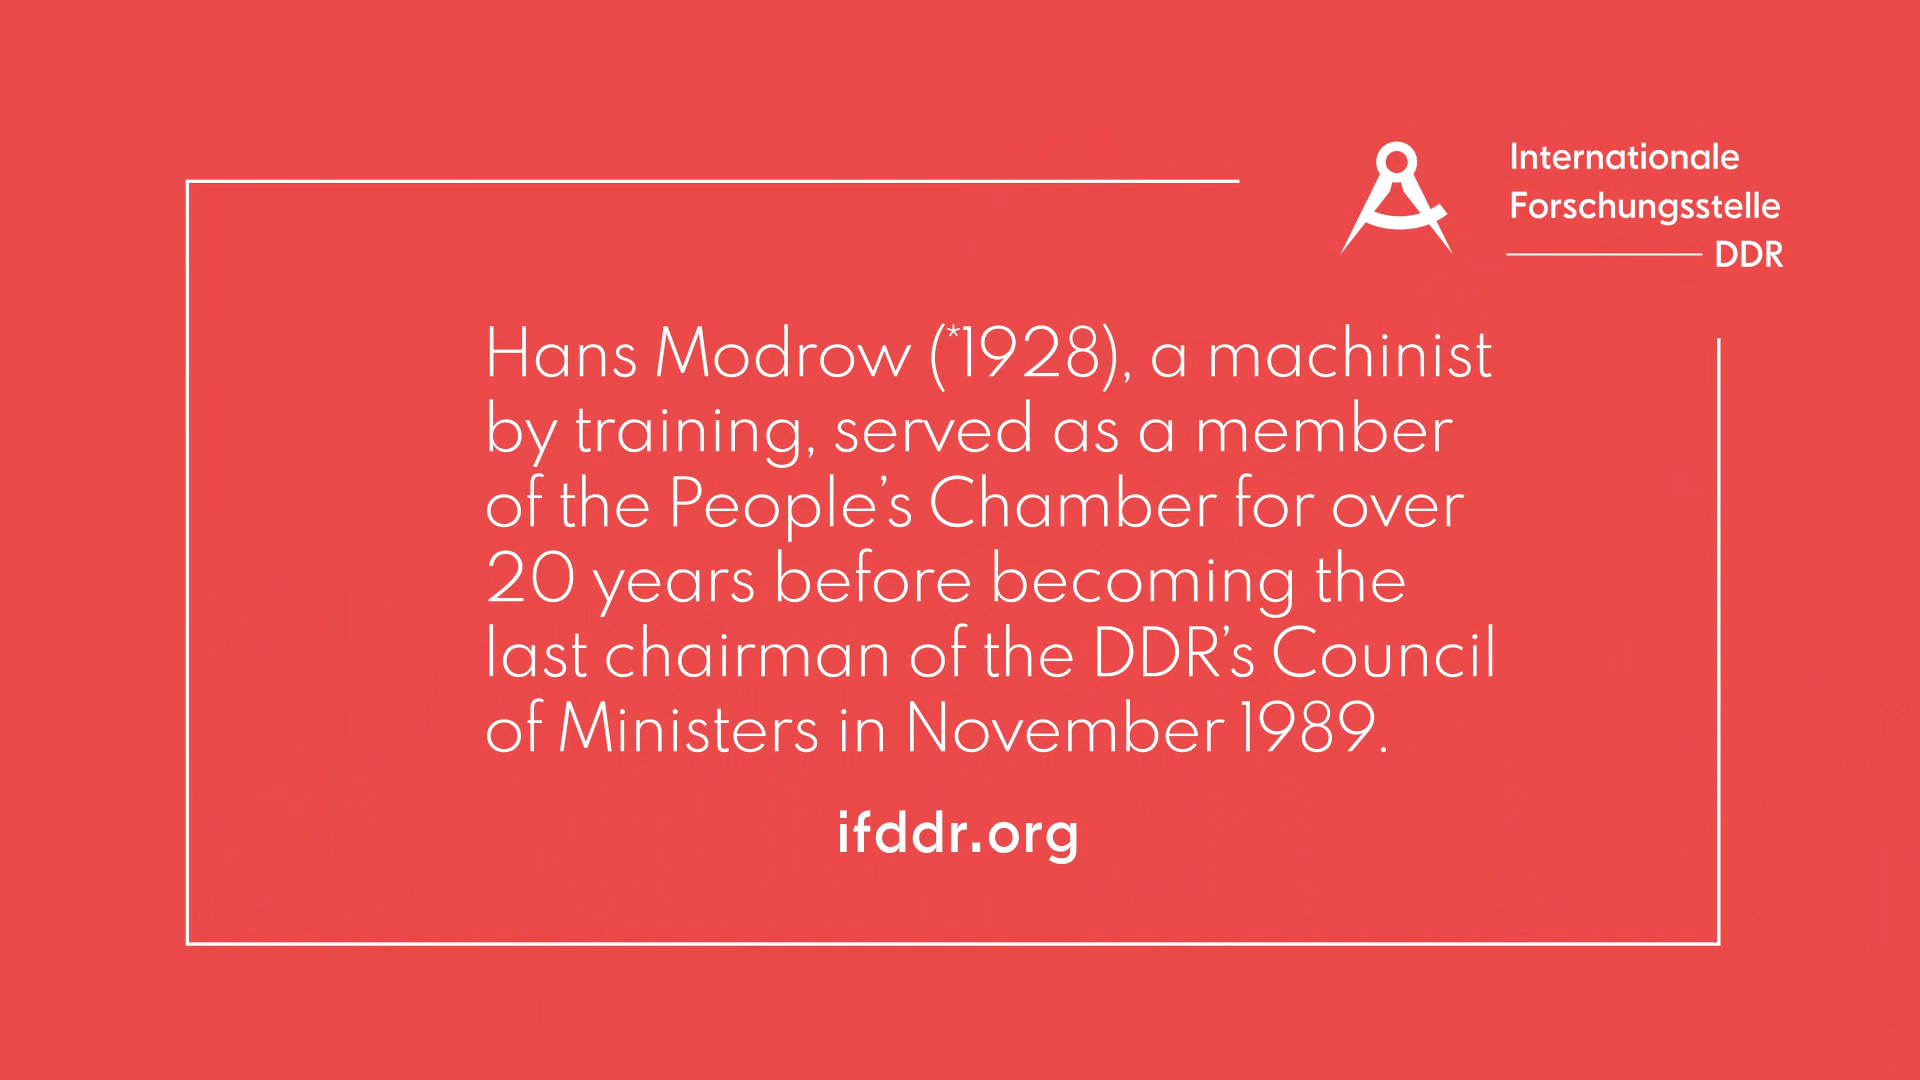 Internationale
Forschungsstelle
DDR
Hans Modrow (*1928), a machinist
by training, served as a member
of the People’s Chamber for over
20 years before becoming the
last chairman of the DDR’s Council
of Ministers in November 1989.
ifddr.org